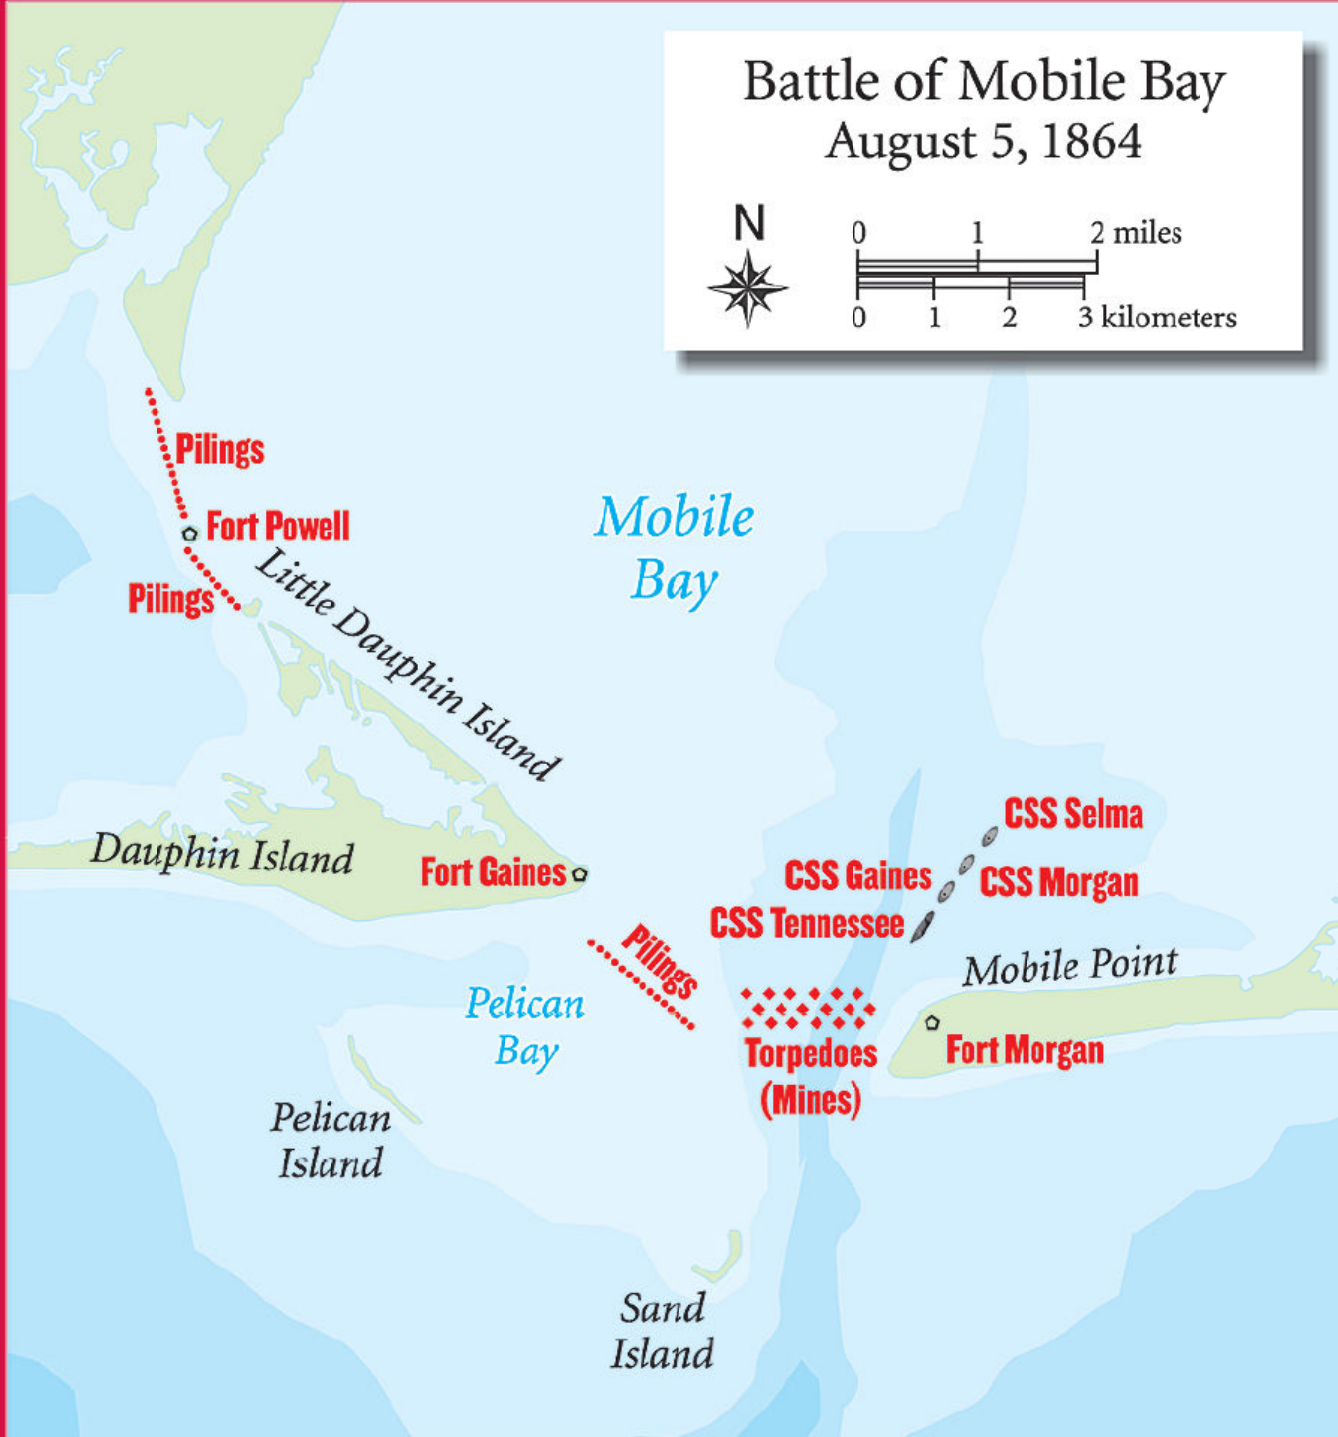 Battle of Mobile Bay
August 5, 1864
N
0 1 2 miles
0 1 2 3 kilometers
Pilings
Fort Powell
Pilings
Little Dauphin Island
Mobile
Bay
Dauphin Island
Fort Gaines
CSS Selma
CSS Gaines
CSS Morgan
CSS Tennessee
Pilings
Mobile Point
Pelican
Bay
Torpedoes
(Mines)
Fort Morgan
Pelican
Island
Sand
Island